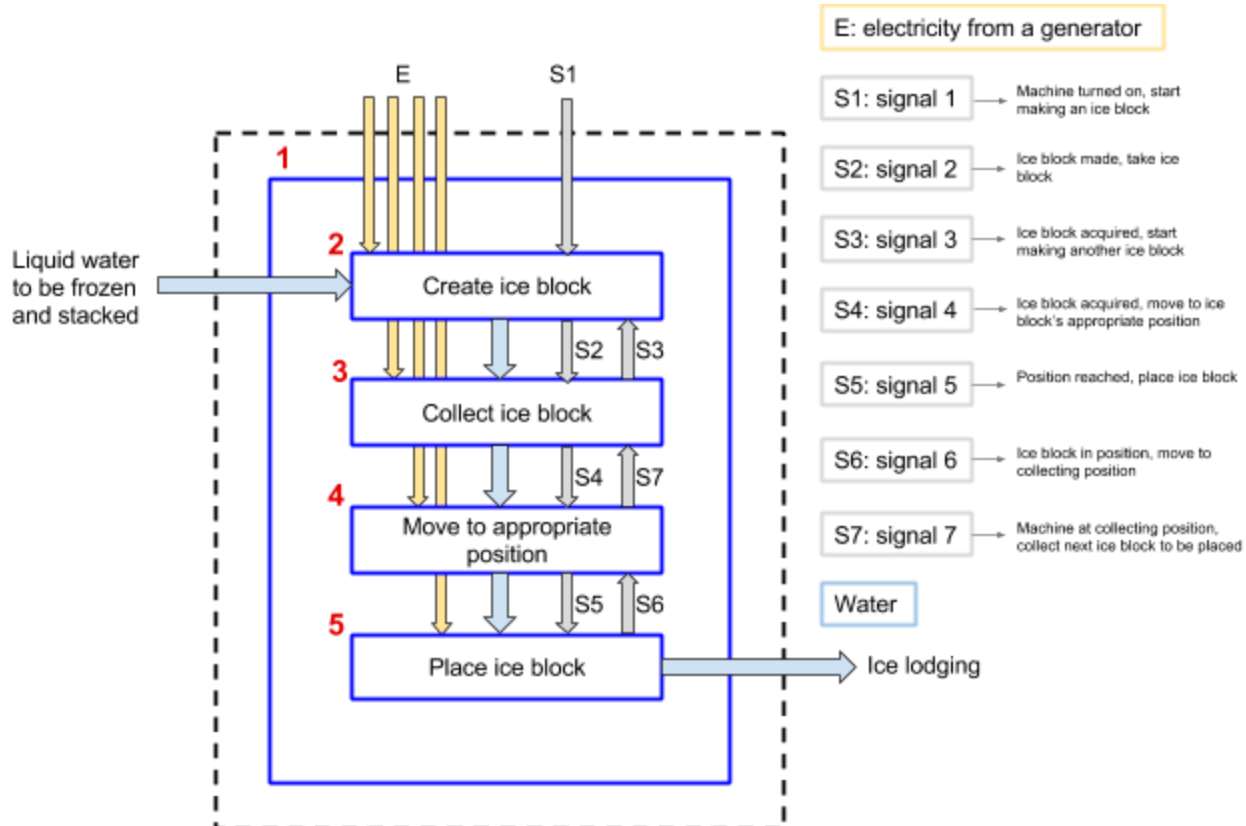 E: electricity from a generator
E
S1
S1: signal 1
Machine turned on, start
making an ice block
1
S2: signal 2
Ice block made, take ice
block
2
Liquid water
to be frozen
and stacked
Create ice block
S3: signal 3
Ice block acquired, start
making another ice block
S2
S3
S4: signal 4
Ice block acquired, move to ice
block's appropriate position
3
Collect ice block
S5: signal 5
Position reached, place ice block
S4
S7
S6: signal 6
Ice block in position, move to
collecting position
4
Move to appropriate
position
S7: signal 7
Machine at collecting position,
collect next ice block to be placed
S5
S6
Water
5
Place ice block
Ice lodging